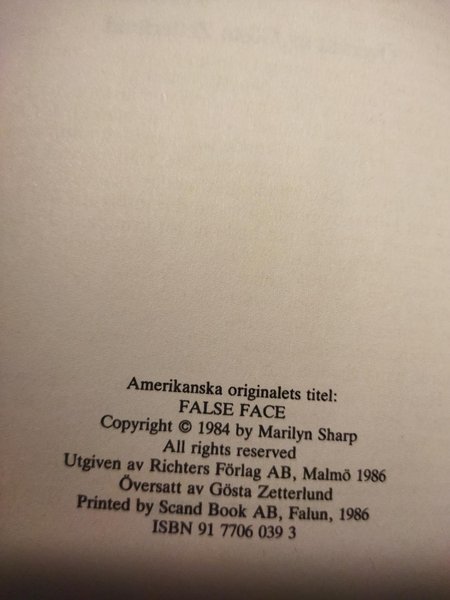 Amerikanska originalets titel:
FALSE FACE
Copyright © 1984 by Marilyn Sharp
All rights reserved
Utgiven av Richters Förlag AB, Malmö 1986
Översatt av Gösta Zetterlund
Printed by Scand Book AB, Falun, 1986
ISBN 91 7706 039 3